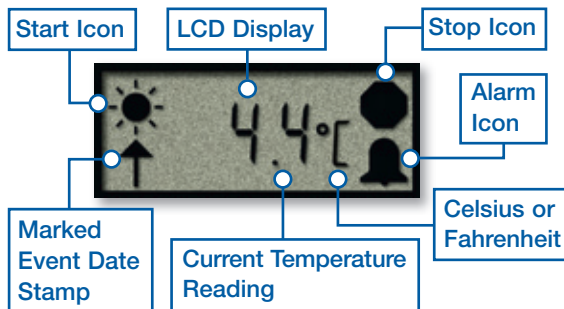 Start Icon
LCD Display
Stop Icon
Alarm
Icon
4.4°C
Marked
Event Date
Stamp
Current Temperature
Reading
Celsius or
Fahrenheit